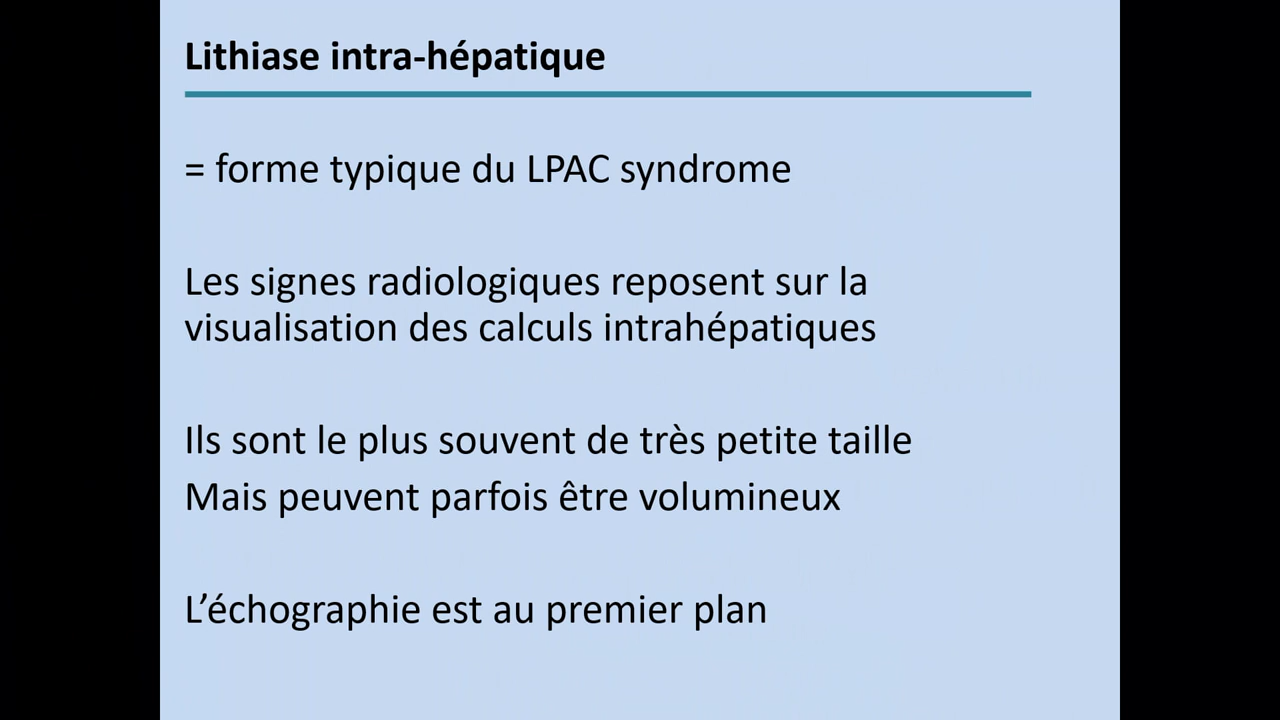 Lithiase intra-hépatique
= forme typique du LPAC syndrome
Les signes radiologiques reposent sur la
visualisation des calculs intrahépatiques
Ils sont le plus souvent de très petite taille
Mais peuvent parfois être volumineux
L’échographie est au premier plan